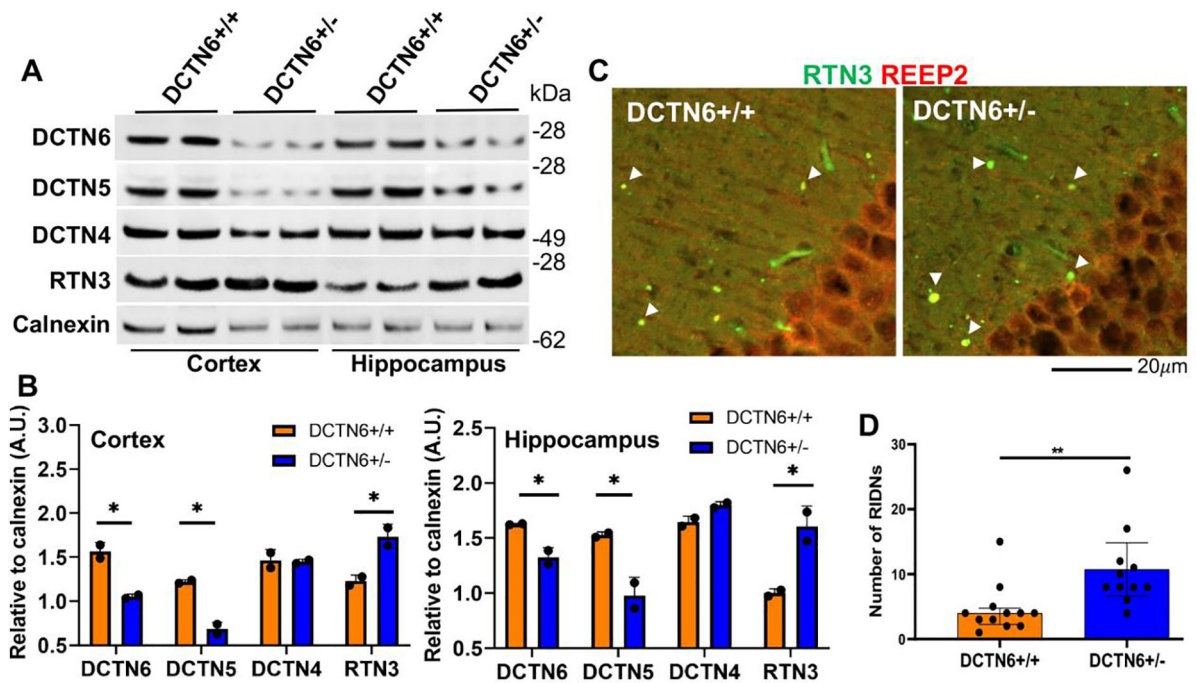 A
DCTN6+/+
DCTN6+/-
DCTN6+/+
DCTN6+/-
kDa
DCTN6
-28
-28
DCTN5
DCTN4
-49
-28
RTN3
Calnexin
-62
Cortex
Hippocampus
C
RTN3 REEP2
DCTN6+/+
DCTN6+/-
20μm
B
Relative to calnexin (A.U.)
3.0
2.5
2.0
1.5
1.0
0.5
Cortex
DCTN6+/+
DCTN6+/-
*
*
*
DCTN6
DCTN5
DCTN4
RTN3
Relative to calnexin (A.U.)
2.5
2.0
1.5
1.0
0.5
Hippocampus
DCTN6+/+
DCTN6+/-
*
*
*
DCTN6
DCTN5
DCTN4
RTN3
D
Number of RIDNs
30
20
10
0
**
DCTN6+/+
DCTN6+/-